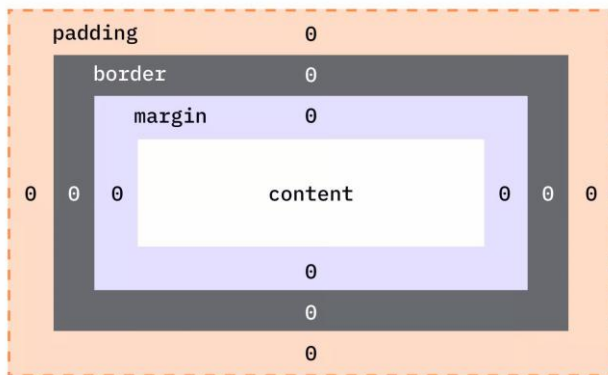 padding 0
border 0
margin 0
0 0 0 content 0 0 0
0
0
0